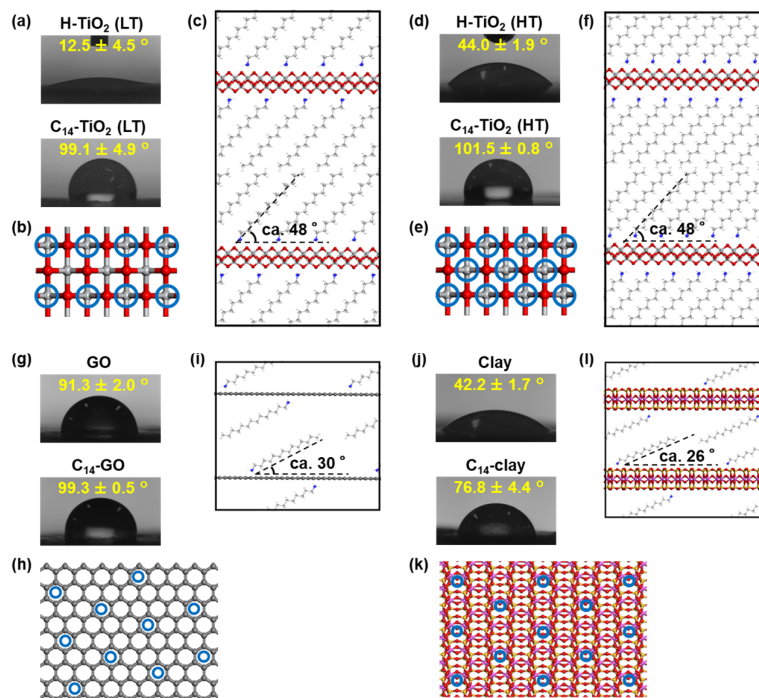 (a)
H-TiO₂ (LT)
12.5 ± 4.5 °
C₁₄-TiO₂ (LT)
99.1 ± 4.9 °
(b)
(c)
ca. 48 °
(d)
H-TiO₂ (HT)
44.0 ± 1.9 °
C₁₄-TiO₂ (HT)
101.5 ± 0.8 °
(e)
(f)
ca. 48 °
(g)
GO
91.3 ± 2.0 °
C₁₄-GO
99.3 ± 0.5 °
(h)
(i)
ca. 30 °
(j)
Clay
42.2 ± 1.7 °
C₁₄-clay
76.8 ± 4.4 °
(k)
(l)
ca. 26 °